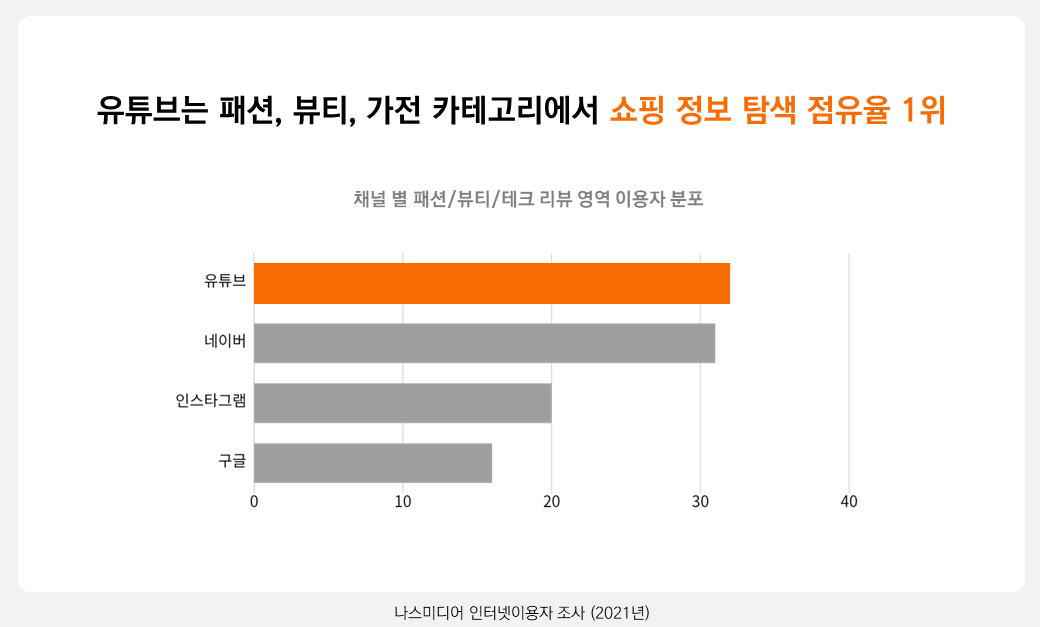 유튜브는 패션, 뷰티, 가전 카테고리에서 쇼핑 정보 탐색 점유율 1위
채널 별 패션/뷰티/테크 리뷰 영역 이용자 분포
유튜브
네이버
인스타그램
구글
0 10 20 30 40
나스미디어 인터넷이용자 조사 (2021년)